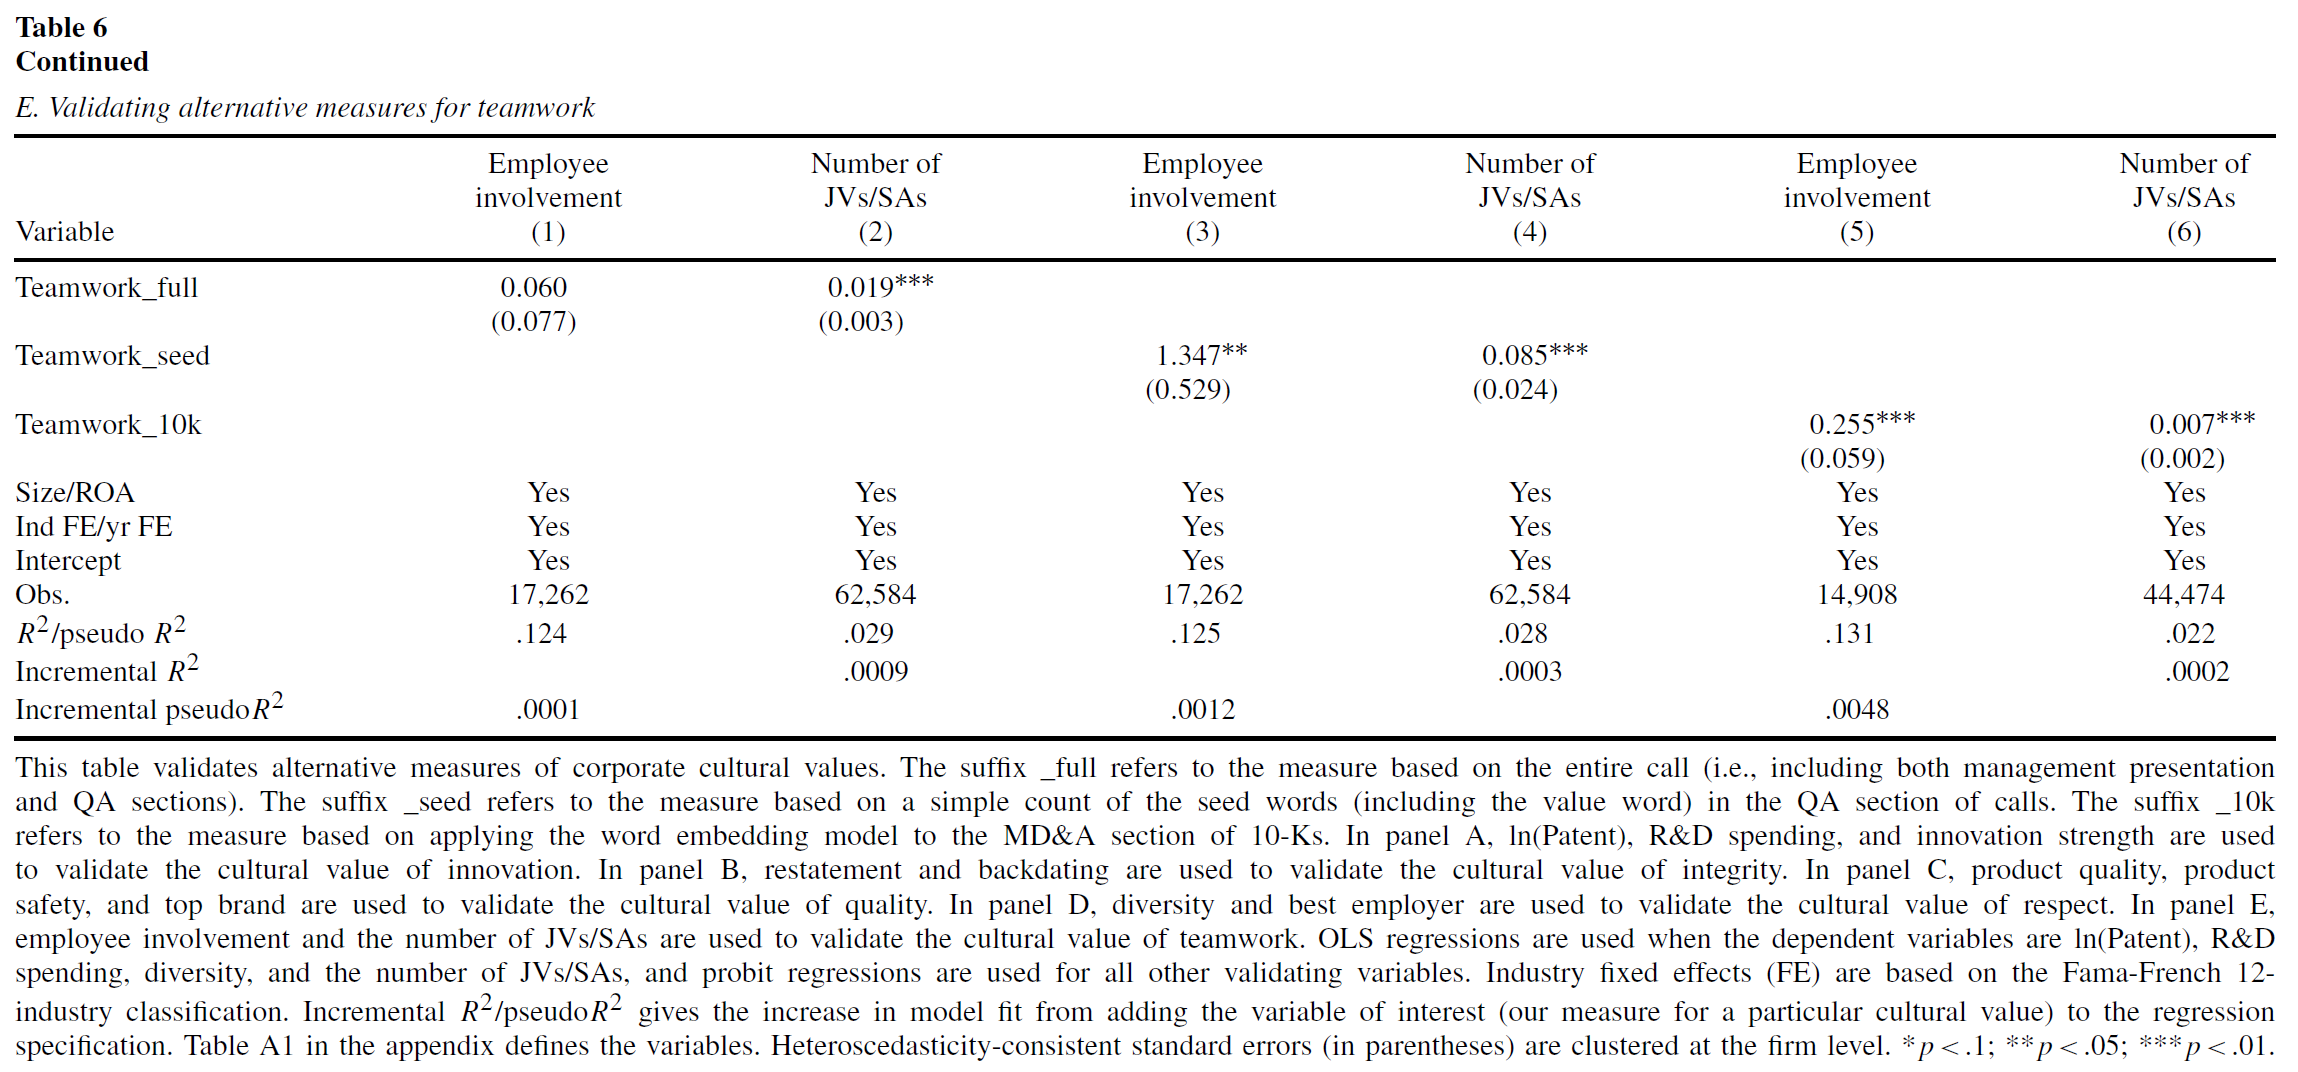 Table 6
Continued
E. Validating alternative measures for teamwork
Employee Number of Employee Number of Employee Number of
involvement JVs/SAs involvement JVs/SAs involvement JVs/SAs
Variable (1) (2) (3) (4) (5) (6)
Teamwork_full 0.060 0.019***
(0.077) (0.003)
Teamwork_seed 1.347** 0.085***
(0.529) (0.024)
Teamwork_10k 0.255*** 0.007***
(0.059) (0.002)
Size/ROA Yes Yes Yes Yes Yes Yes
Ind FE/yr FE Yes Yes Yes Yes Yes Yes
Intercept Yes Yes Yes Yes Yes Yes
Obs. 17,262 62,584 17,262 62,584 14,908 44,474
R²/pseudo R² .124 .029 .125 .028 .131 .022
Incremental R² .0009 .0003 .0002
Incremental pseudoR² .0001 .0012 .0048
This table validates alternative measures of corporate cultural values. The suffix _full refers to the measure based on the entire call (i.e., including both management presentation
and QA sections). The suffix _seed refers to the measure based on a simple count of the seed words (including the value word) in the QA section of calls. The suffix _10k
refers to the measure based on applying the word embedding model to the MD&A section of 10-Ks. In panel A, ln(Patent), R&D spending, and innovation strength are used
to validate the cultural value of innovation. In panel B, restatement and backdating are used to validate the cultural value of integrity. In panel C, product quality, product
safety, and top brand are used to validate the cultural value of quality. In panel D, diversity and best employer are used to validate the cultural value of respect. In panel E,
employee involvement and the number of JVs/SAs are used to validate the cultural value of teamwork. OLS regressions are used when the dependent variables are ln(Patent), R&D
spending, diversity, and the number of JVs/SAs, and probit regressions are used for all other validating variables. Industry fixed effects (FE) are based on the Fama-French 12-
industry classification. Incremental R²/pseudoR² gives the increase in model fit from adding the variable of interest (our measure for a particular cultural value) to the regression
specification. Table A1 in the appendix defines the variables. Heteroscedasticity-consistent standard errors (in parentheses) are clustered at the firm level. *p<.1; **p<.05; ***p<.01.